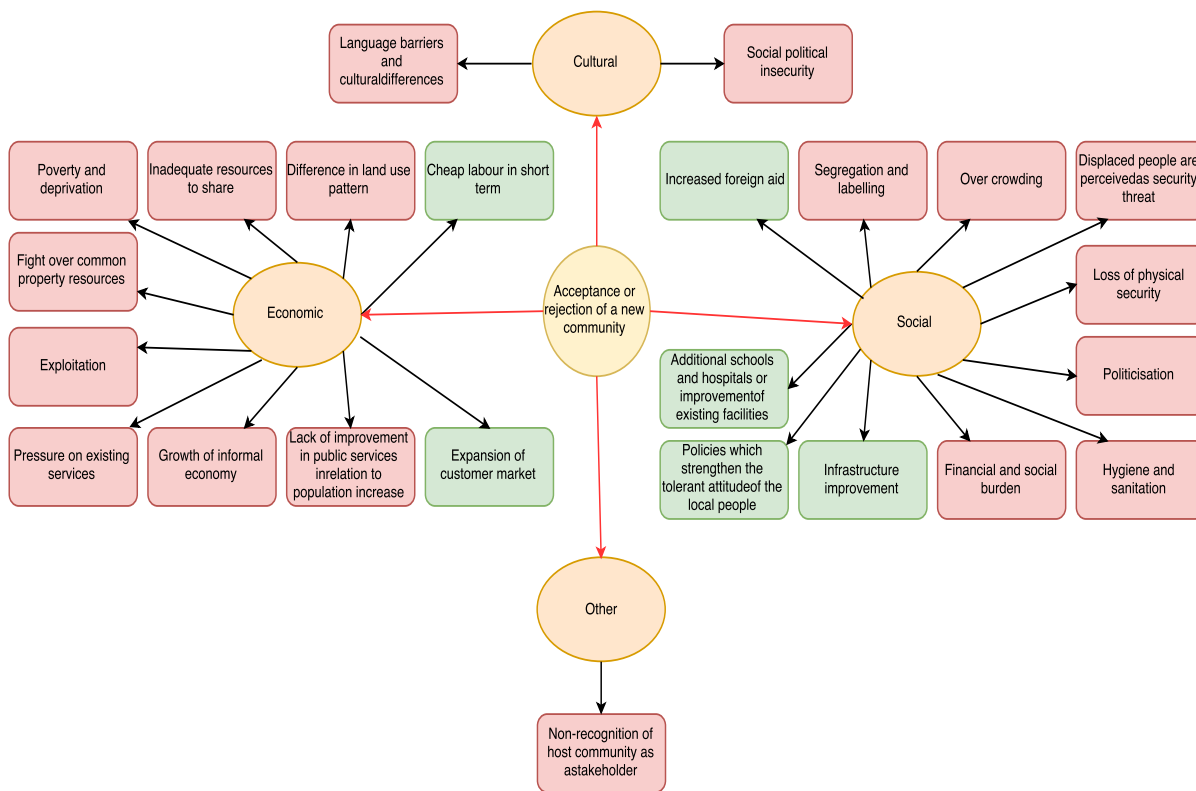 Language barriers
and
culturaldifferences
Cultural
Social political
insecurity
Poverty and
deprivation
Inadequate resources
to share
Difference in land use
pattern
Cheap labour in short
term
Increased foreign aid
Segregation and
labelling
Over crowding
Displaced people are
perceivedas security
threat
Fight over common
property resources
Economic
Acceptance or
rejection of a new
community
Social
Loss of physical
security
Exploitation
Additional schools
and hospitals or
improvementof
existing facilities
Politicisation
Pressure on existing
services
Growth of informal
economy
Lack of improvement
in public services
inrelation to
population increase
Expansion of
customer market
Policies which
strengthen the
tolerant attitudeof the
local people
Infrastructure
improvement
Financial and social
burden
Hygiene and
sanitation
Other
Non-recognition of
host community as
astakeholder